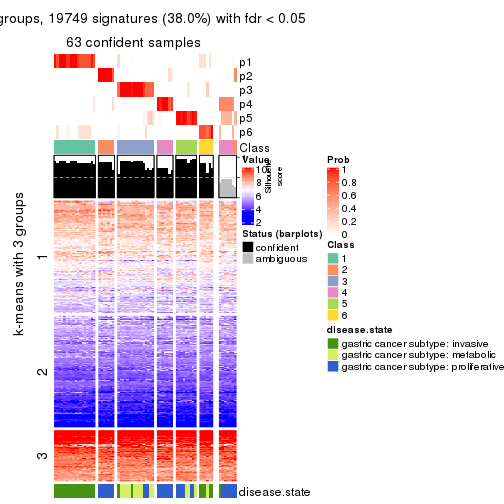 groups, 19749 signatures (38.0%) with fdr < 0.05
63 confident samples
p1
p2
p3
p4
p5
p6
Class
k-means with 3 groups
1
2
3
Value
10
8
6
4
2
Silhouette
score
Status (barplots)
confident
ambiguous
Prob
1
0.8
0.6
0.4
0.2
0
Class
1
2
3
4
5
6
disease.state
gastric cancer subtype: invasive
gastric cancer subtype: metabolic
gastric cancer subtype: proliferative
disease.state